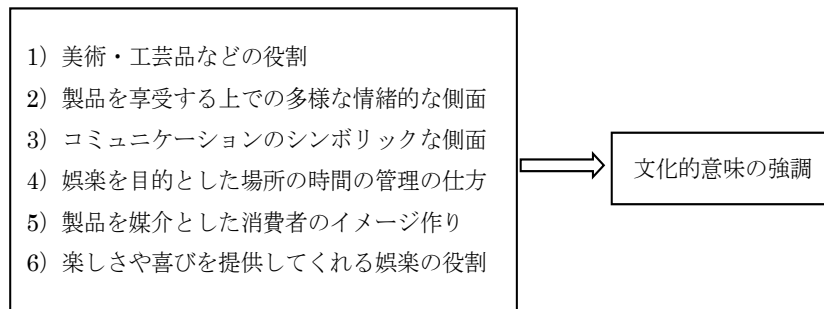 1）美術・工芸品などの役割
2）製品を享受する上での多様な情緒的な側面
3）コミュニケーションのシンボリックな側面
4）娯楽を目的とした場所の時間の管理の仕方
5）製品を媒介とした消費者のイメージ作り
6）楽しさや喜びを提供してくれる娯楽の役割
文化的意味の強調